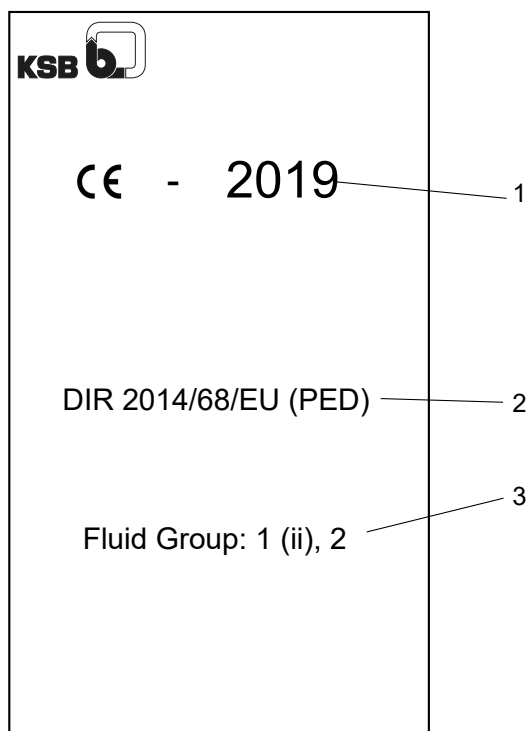 KSB b.
CE - 2019
1
DIR 2014/68/EU (PED)
2
3
Fluid Group: 1 (ii), 2